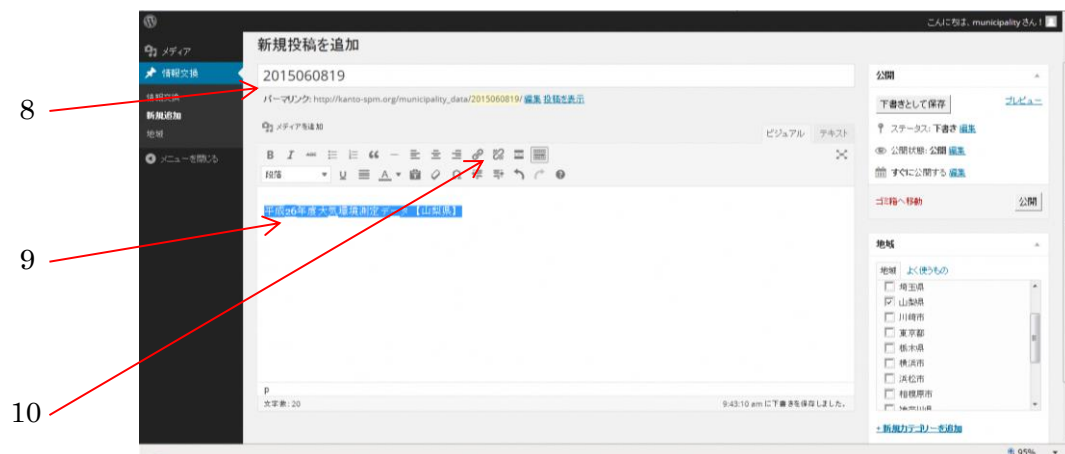 こんにちは、municipality さん！
メディア
新規投稿を追加
情報交換
2015060819
公開
8
パーマリンク: http://kanto-spm.org/municipality_data/2015060819/ 編集 投稿を表示
情報交換
下書きとして保存
プレビュー
新規追加
メディアを追加
ビジュアル
テキスト
ステータス: 下書き 編集
地域
公開状態: 公開 編集
メニューを閉じる
B I
段落
U
A
Ω
すぐに公開する 編集
ゴミ箱へ移動
公開
平成26年度大気環境測定データ【山梨県】
地域
9
地域
よく使うもの
埼玉県
山梨県
川崎市
東京都
栃木県
横浜市
浜松市
相模原市
10
p
文字数: 20
9:43:10 am に下書きを保存しました。
+ 新規カテゴリーを追加
95%